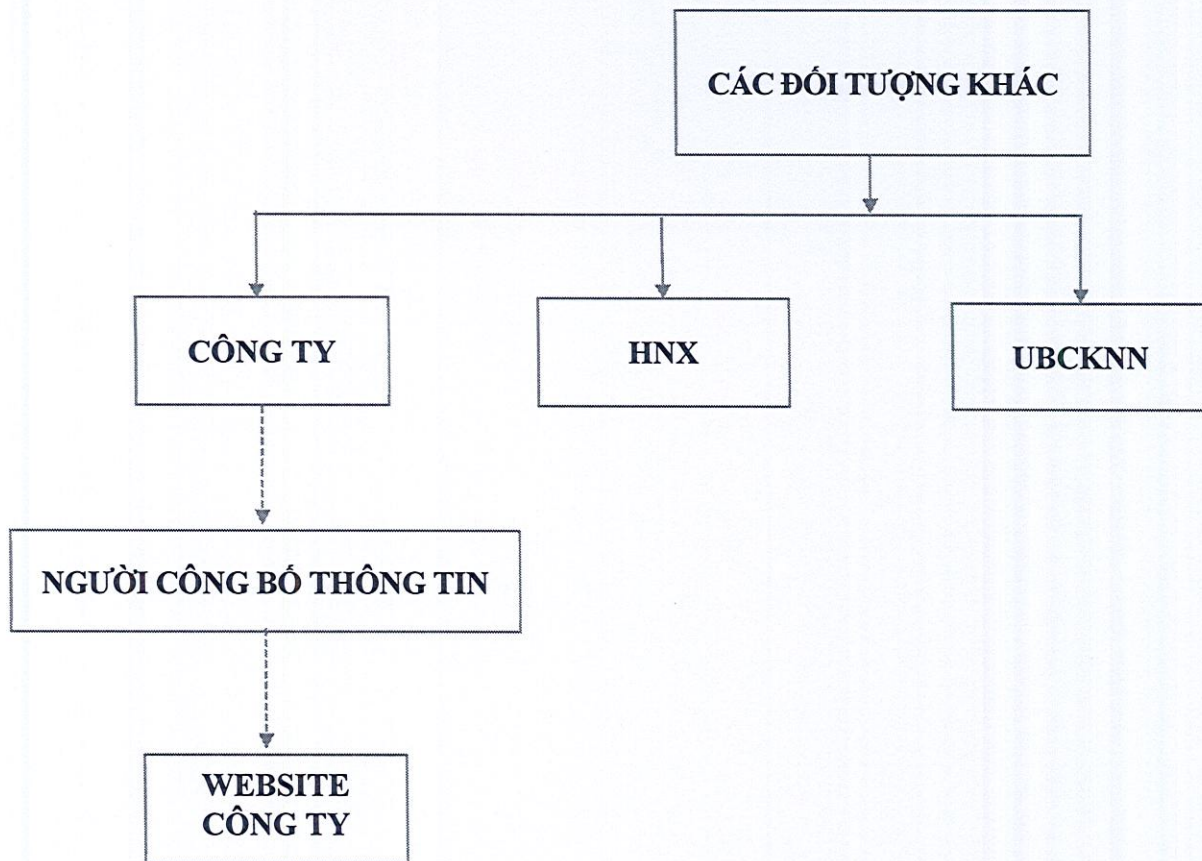 CÁC ĐỐI TƯỢNG KHÁC
CÔNG TY
HNX
UBCKNN
NGƯỜI CÔNG BỐ THÔNG TIN
WEBSITE
CÔNG TY